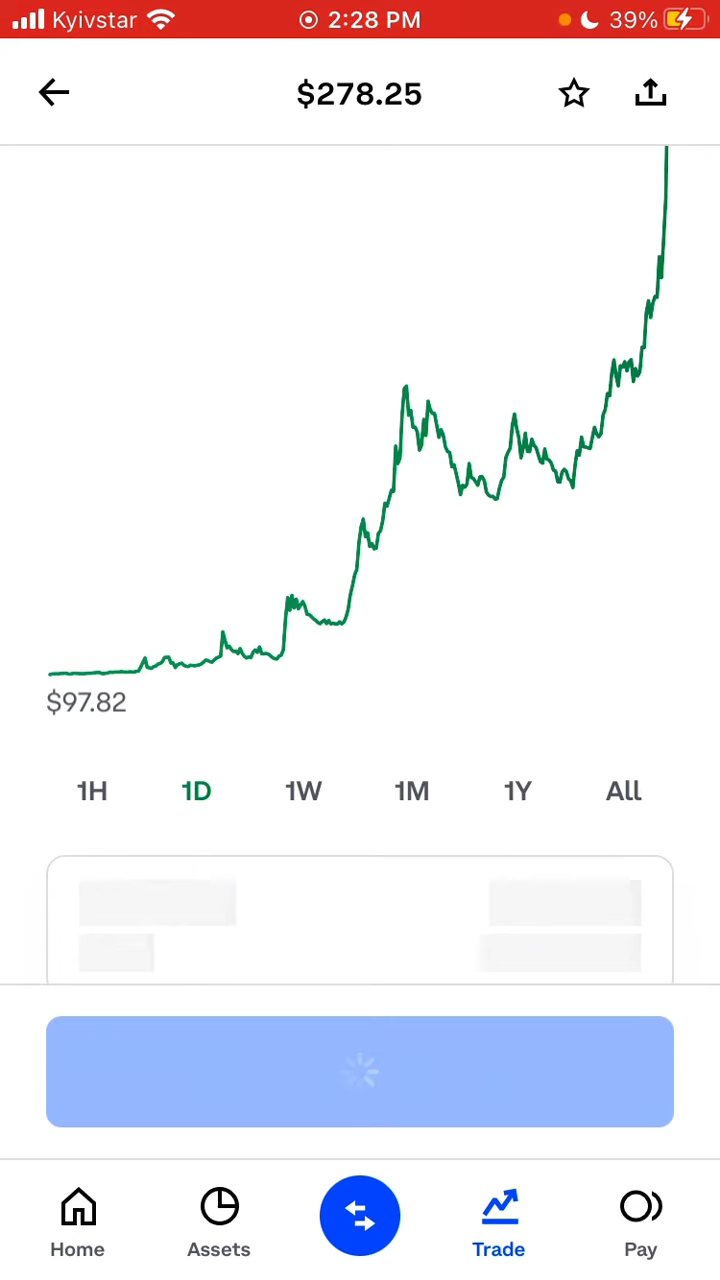 Kyivstar 2:28 PM 39%
$278.25
$97.82
1H 1D 1W 1M 1Y All
Home Assets Trade Pay